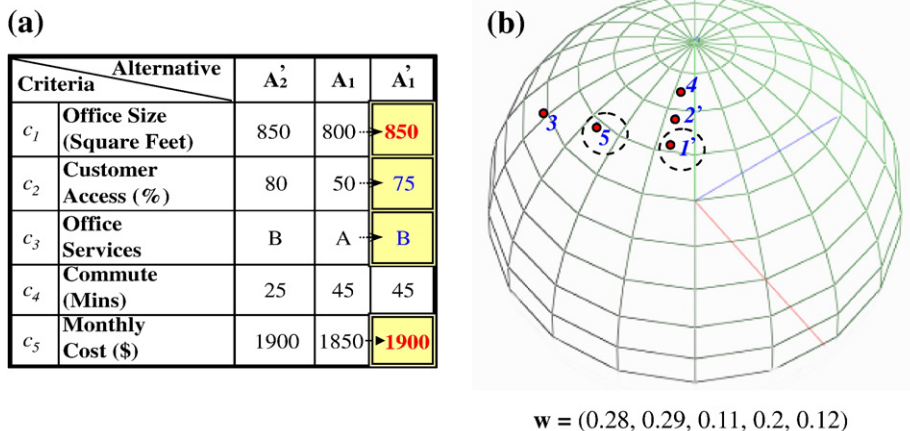 (a)
Criteria Alternative A₂’ A₁ A₁’
c₁ Office Size (Square Feet) 850 800 850
c₂ Customer Access (%) 80 50 75
c₃ Office Services B A B
c₄ Commute (Mins) 25 45 45
c₅ Monthly Cost ($) 1900 1850 1900
(b)
4
2’
3
5
1’
w = (0.28, 0.29, 0.11, 0.2, 0.12)